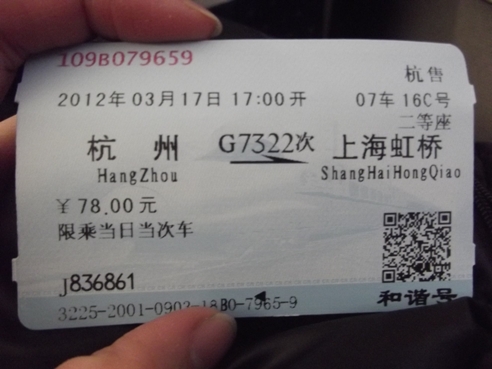 109B079659
杭售
2012年03月17日 17:00开 07车 16C号
二等座
杭州 G7322次 上海虹桥
HangZhou ShangHaiHongQiao
¥78.00元
限乘当日当次车
J836861
和谐号
3225-2001-0902-18B0-7965-9